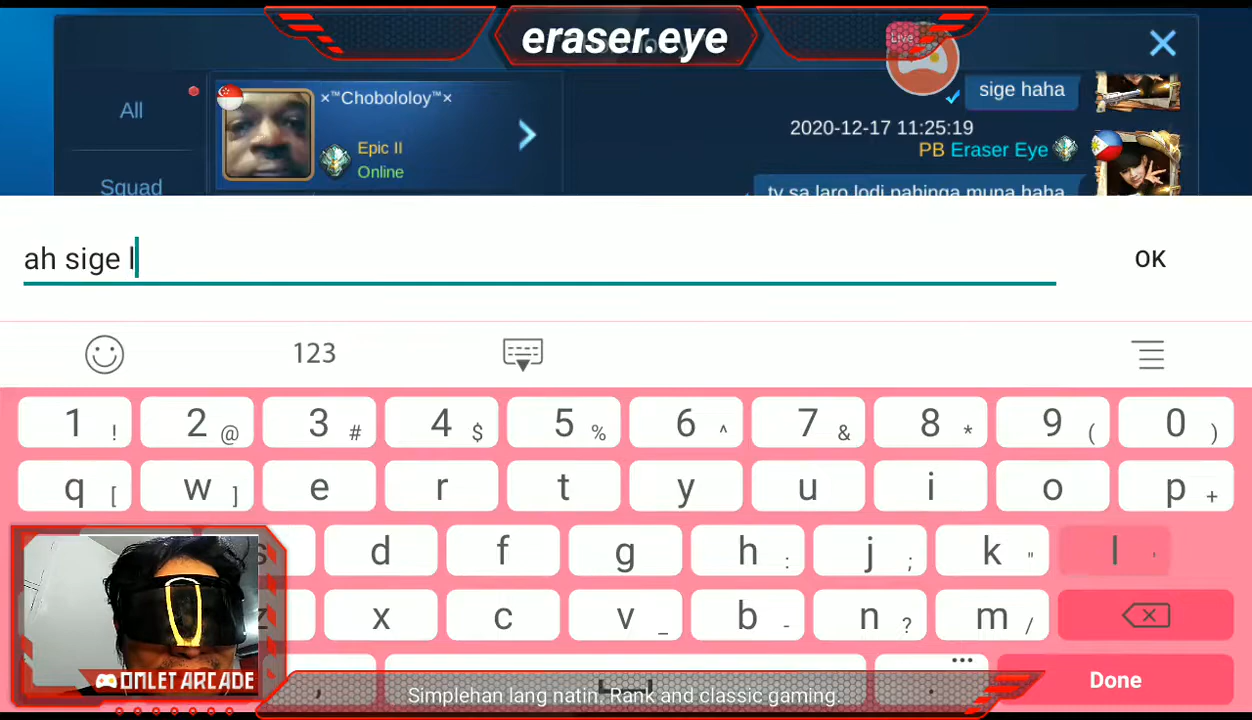 eraser.eye
Live
All
Squad
×™Chobololoy™×
Epic II
Online
sige haha
2020-12-17 11:25:19
PB Eraser Eye
ty sa laro lodi pahinga muna haha
ah sige l
OK
123
1 ! 2 @ 3 # 4 $ 5 % 6 ^ 7 & 8 * 9 ( 0 )
q [ w ] e r t y u i o p +
s d f g h : j ; k " l '
z x c v _ b - n ? m /
, . ... Done
OMLET ARCADE
Simplehan lang natin. Rank and classic gaming.